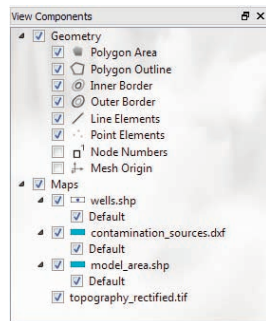 View Components
Geometry
Polygon Area
Polygon Outline
Inner Border
Outer Border
Line Elements
Point Elements
Node Numbers
Mesh Origin
Maps
wells.shp
Default
contamination_sources.dxf
Default
model_area.shp
Default
topography_rectified.tif